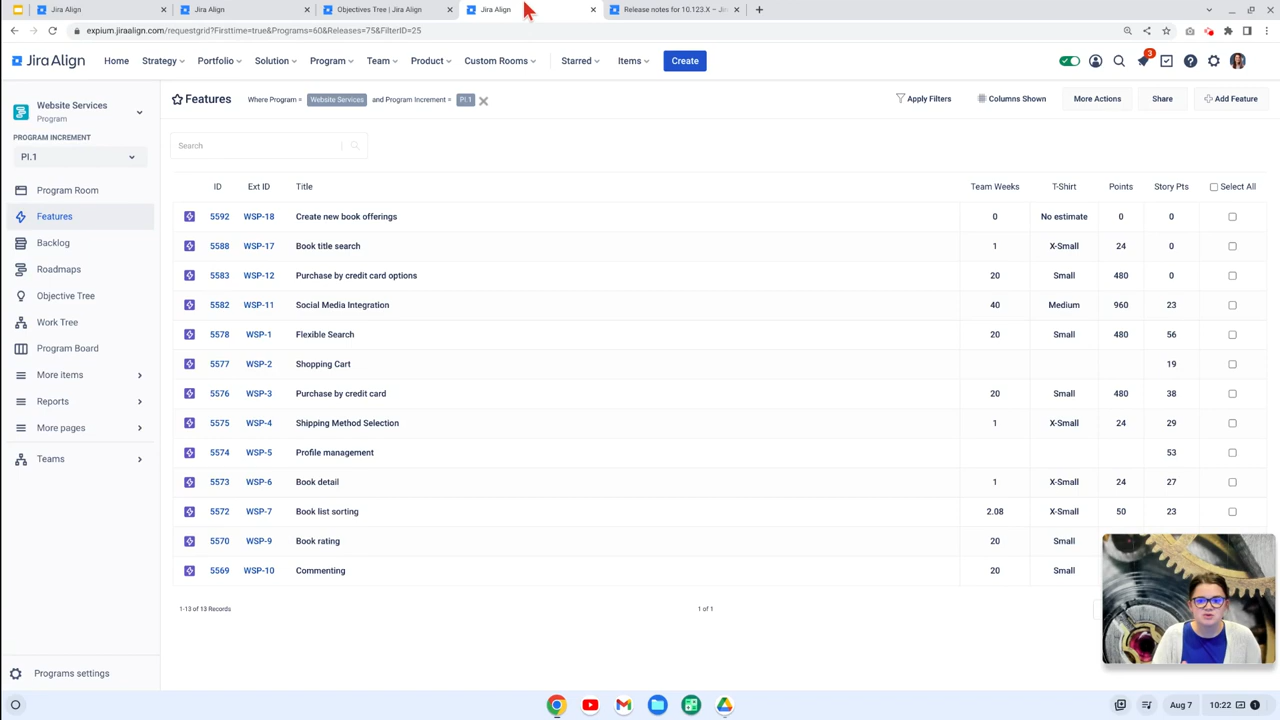 Jira Align
Jira Align
Objectives Tree | Jira Align
Jira Align
Release notes for 10.123.X – Jir
expium.jiraalign.com/requestgrid?Firsttime=true&Programs=60&Releases=75&FilterID=25
Jira Align
Home
Strategy
Portfolio
Solution
Program
Team
Product
Custom Rooms
Starred
Items
Create
3
Website Services
Program
PROGRAM INCREMENT
PI.1
Program Room
Features
Backlog
Roadmaps
Objective Tree
Work Tree
Program Board
More items
Reports
More pages
Teams
Programs settings
Features Where Program = Website Services and Program Increment = PI.1
Apply Filters
Columns Shown
More Actions
Share
Add Feature
Search
ID Ext ID Title Team Weeks T-Shirt Points Story Pts Select All
5592 WSP-18 Create new book offerings 0 No estimate 0 0
5588 WSP-17 Book title search 1 X-Small 24 0
5583 WSP-12 Purchase by credit card options 20 Small 480 0
5582 WSP-11 Social Media Integration 40 Medium 960 23
5578 WSP-1 Flexible Search 20 Small 480 56
5577 WSP-2 Shopping Cart 19
5576 WSP-3 Purchase by credit card 20 Small 480 38
5575 WSP-4 Shipping Method Selection 1 X-Small 24 29
5574 WSP-5 Profile management 53
5573 WSP-6 Book detail 1 X-Small 24 27
5572 WSP-7 Book list sorting 2.08 X-Small 50 23
5570 WSP-9 Book rating 20 Small
5569 WSP-10 Commenting 20 Small
1-13 of 13 Records
1 of 1
Aug 7
10:22
1